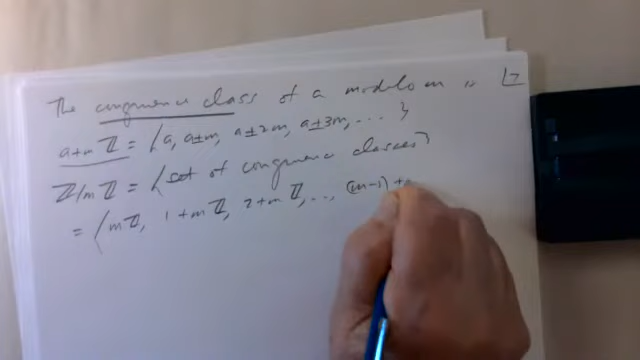 The congruence class of a modulo m is
a+mℤ = {a, a±m, a±2m, a±3m, ... }
ℤ/mℤ = {set of congruence classes}
= {mℤ, 1+mℤ, 2+mℤ, ..., (m-1)+